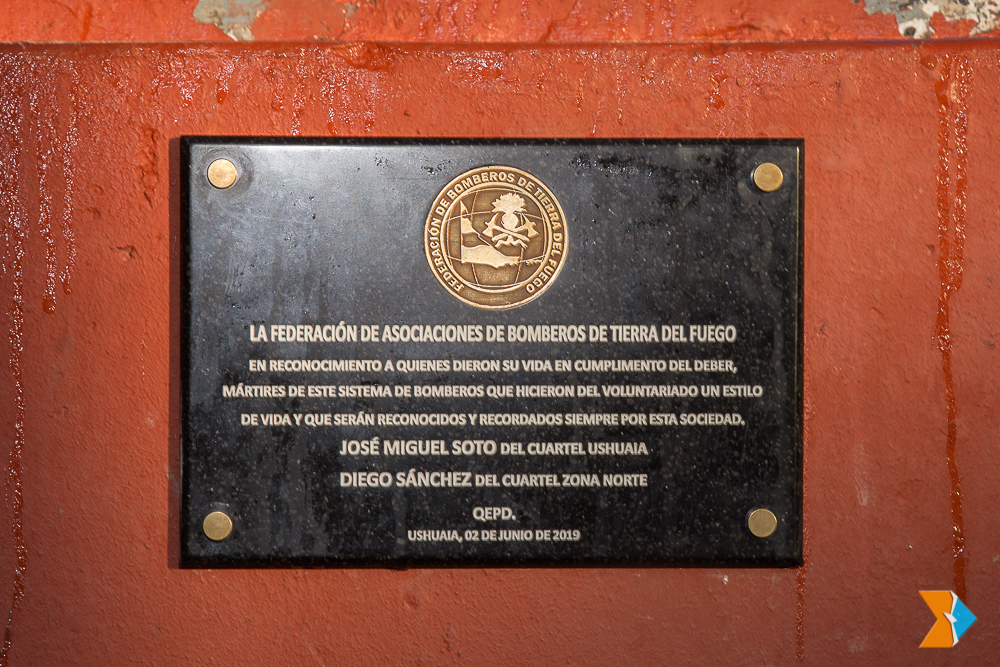 FEDERACIÓN DE BOMBEROS DE TIERRA DEL FUEGO
LA FEDERACIÓN DE ASOCIACIONES DE BOMBEROS DE TIERRA DEL FUEGO
EN RECONOCIMIENTO A QUIENES DIERON SU VIDA EN CUMPLIMENTO DEL DEBER,
MÁRTIRES DE ESTE SISTEMA DE BOMBEROS QUE HICIERON DEL VOLUNTARIADO UN ESTILO
DE VIDA Y QUE SERÁN RECONOCIDOS Y RECORDADOS SIEMPRE POR ESTA SOCIEDAD.
JOSÉ MIGUEL SOTO DEL CUARTEL USHUAIA
DIEGO SÁNCHEZ DEL CUARTEL ZONA NORTE
QEPD.
USHUAIA, 02 DE JUNIO DE 2019